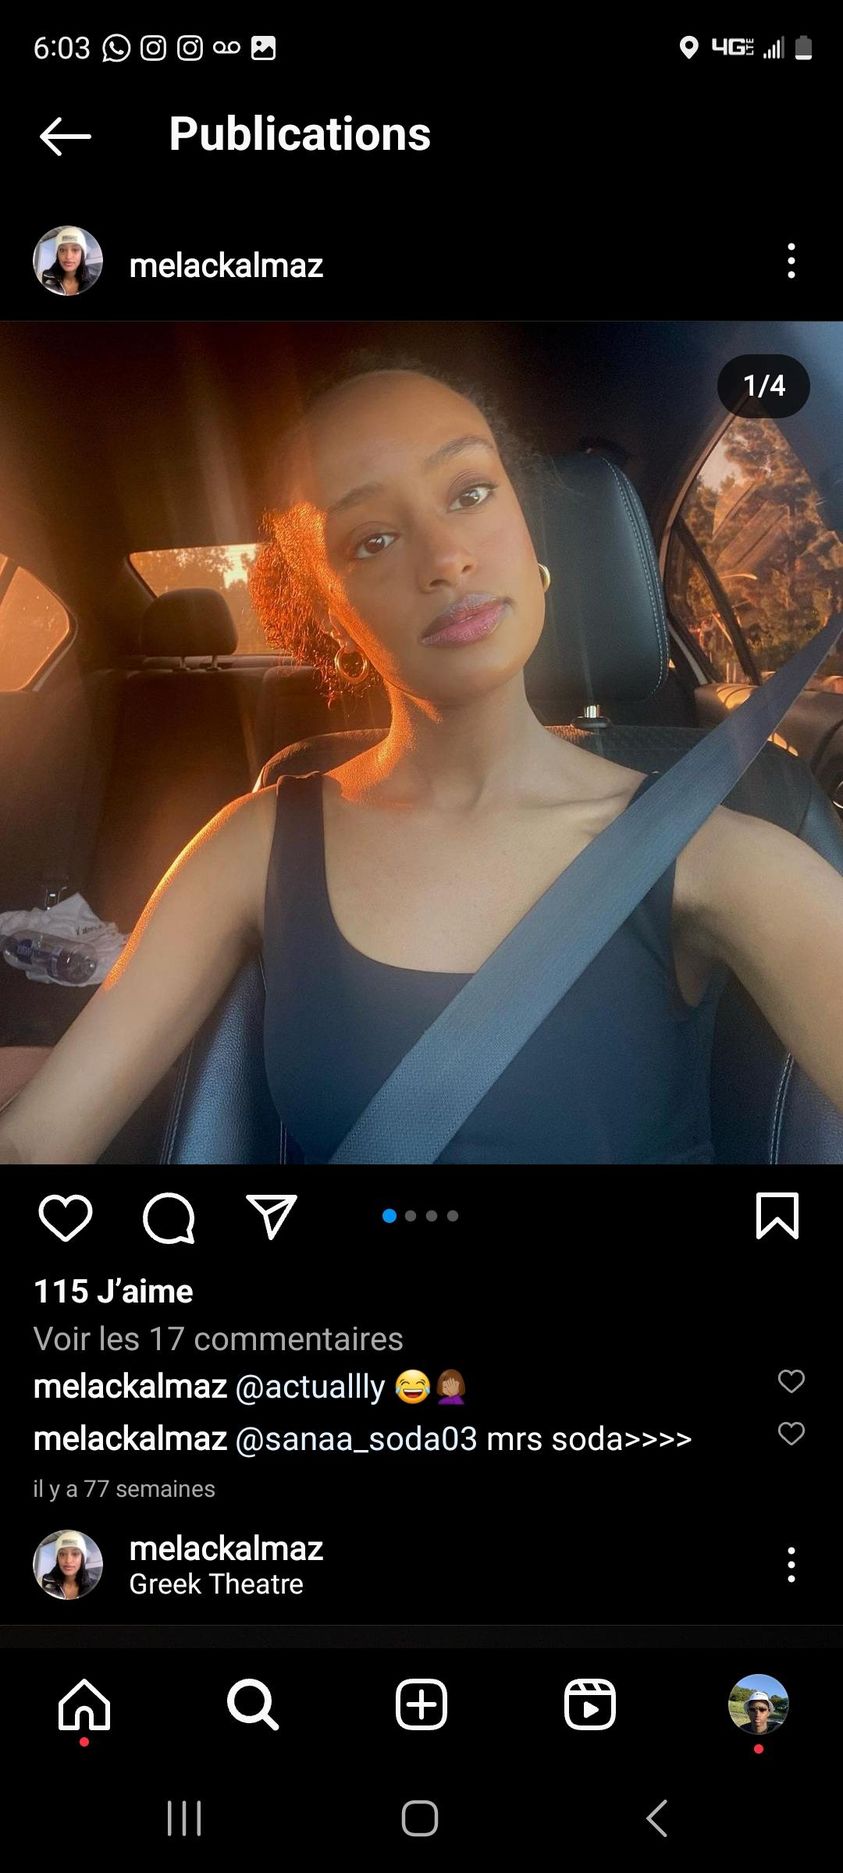 6:03 4G LTE
Publications
melackalmaz
1/4
115 J’aime
Voir les 17 commentaires
melackalmaz @actuallly 😂🤦🏽‍♀️
melackalmaz @sanaa_soda03 mrs soda>>>>
il y a 77 semaines
melackalmaz
Greek Theatre